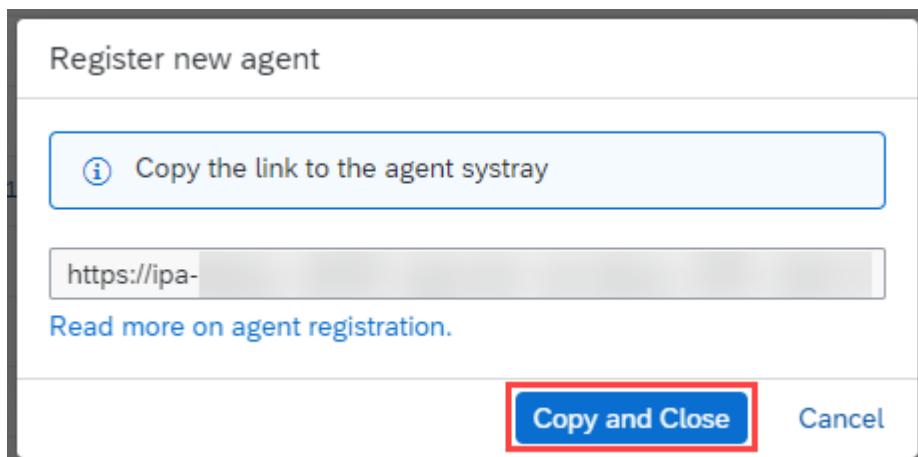 Register new agent
Copy the link to the agent systray
1
https://ipa-
Read more on agent registration.
Copy and Close
Cancel